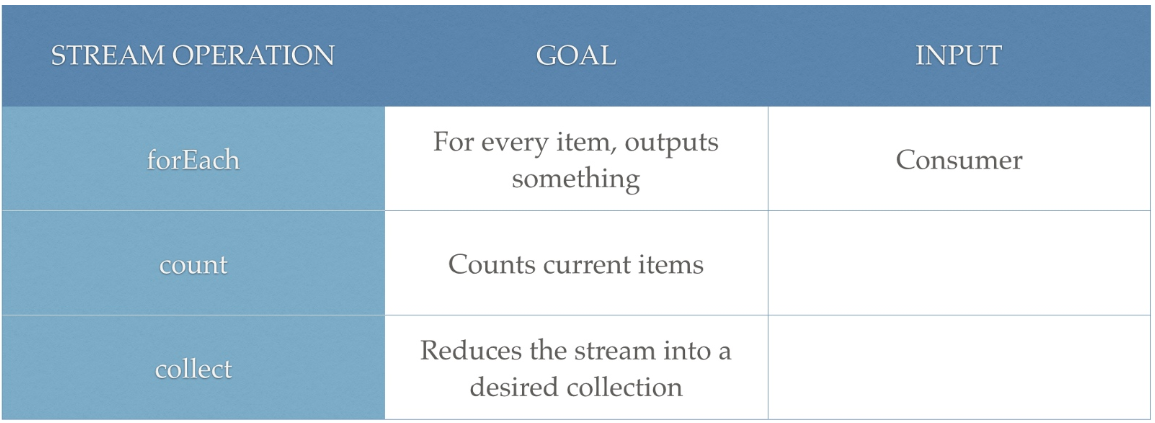 STREAM OPERATION GOAL INPUT
forEach For every item, outputs something Consumer
count Counts current items
collect Reduces the stream into a desired collection